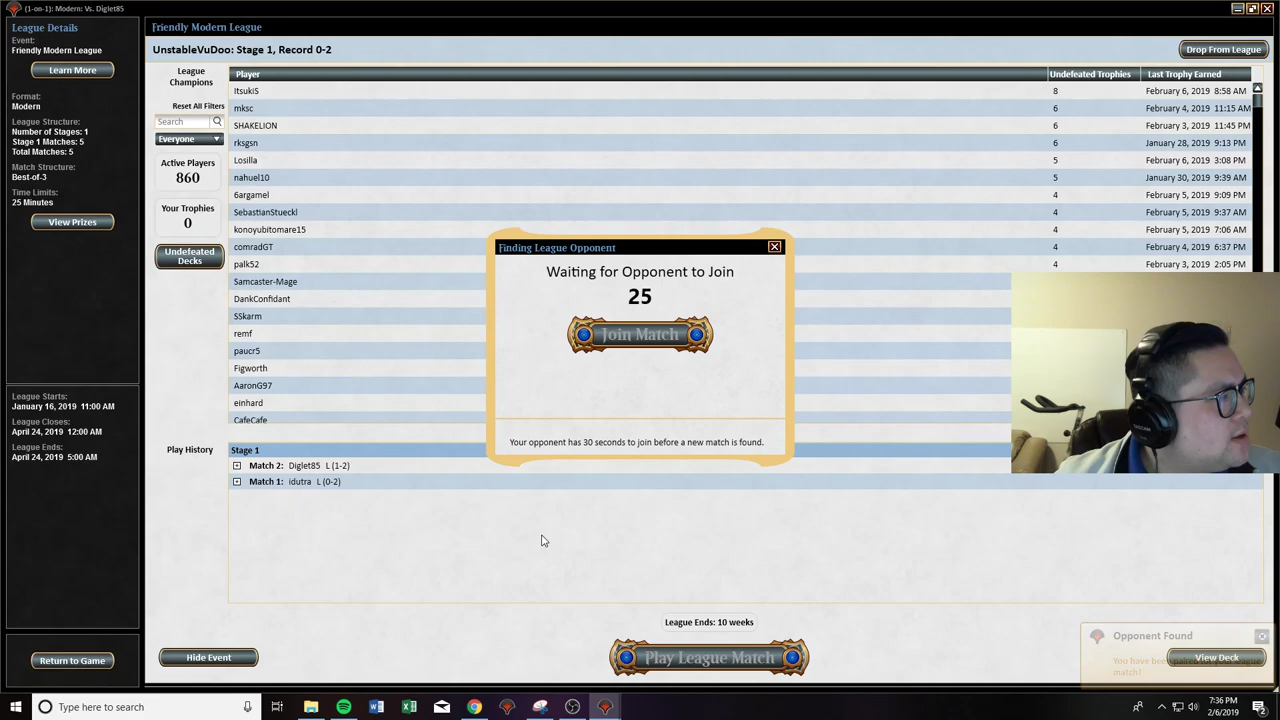 (1-on-1): Modern: Vs. Diglet85
League Details
Event:
Friendly Modern League
Learn More
Format:
Modern
League Structure:
Number of Stages: 1
Stage 1 Matches: 5
Total Matches: 5
Match Structure:
Best-of-3
Time Limits:
25 Minutes
View Prizes
League Starts:
January 16, 2019 11:00 AM
League Closes:
April 24, 2019 12:00 AM
League Ends:
April 24, 2019 5:00 AM
Return to Game
Friendly Modern League
UnstableVuDoo: Stage 1, Record 0-2
Drop From League
League
Champions
Reset All Filters
Search
Everyone
Active Players
860
Your Trophies
0
Undefeated
Decks
Player Undefeated Trophies Last Trophy Earned
ItsukiS 8 February 6, 2019 8:58 AM
mksc 6 February 4, 2019 11:15 AM
SHAKELION 6 February 3, 2019 11:45 PM
rksgsn 6 January 28, 2019 9:13 PM
Losilla 5 February 6, 2019 3:08 PM
nahuel10 5 January 30, 2019 9:39 AM
6argamel 4 February 5, 2019 9:09 PM
SebastianStueckl 4 February 5, 2019 9:37 AM
konoyubitomare15 4 February 5, 2019 7:06 AM
comradGT 4 February 4, 2019 6:37 PM
palk52 4 February 3, 2019 2:05 PM
Samcaster-Mage
DankConfidant
SSkarm
remf
paucr5
Figworth
AaronG97
einhard
CafeCafe
Finding League Opponent
Waiting for Opponent to Join
25
Join Match
Your opponent has 30 seconds to join before a new match is found.
Play History
Stage 1
Match 2: Diglet85 L (1-2)
Match 1: idutra L (0-2)
League Ends: 10 weeks
Hide Event
Play League Match
Opponent Found
View Deck
You have been paired for your league
match!
Type here to search
7:36 PM
2/6/2019
2